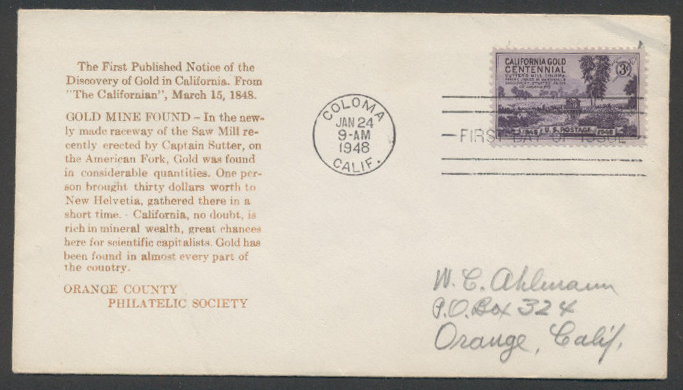 The First Published Notice of the
Discovery of Gold in California. From
"The Californian", March 15, 1848.
GOLD MINE FOUND - In the new-
ly made raceway of the Saw Mill re-
cently erected by Captain Sutter, on
the American Fork, Gold was found
in considerable quantities. One per-
son brought thirty dollars worth to
New Helvetia, gathered there in a
short time. - California, no doubt, is
rich in mineral wealth, great chances
here for scientific capitalists. Gold has
been found in almost every part of
the country.
ORANGE COUNTY
PHILATELIC SOCIETY
COLOMA
JAN 24
9-AM
1948
CALIF.
CALIFORNIA GOLD
CENTENNIAL
3¢
1848 U.S. POSTAGE 1948
FIRST DAY OF ISSUE
W. C. Ahlmann
P.O. Box 324
Orange, Calif.